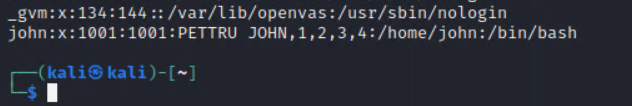 _gvm:x:134:144::/var/lib/openvas:/usr/sbin/nologin
john:x:1001:1001:PETTRU JOHN,1,2,3,4:/home/john:/bin/bash
┌──(kali㉿kali)-[~]
└─$